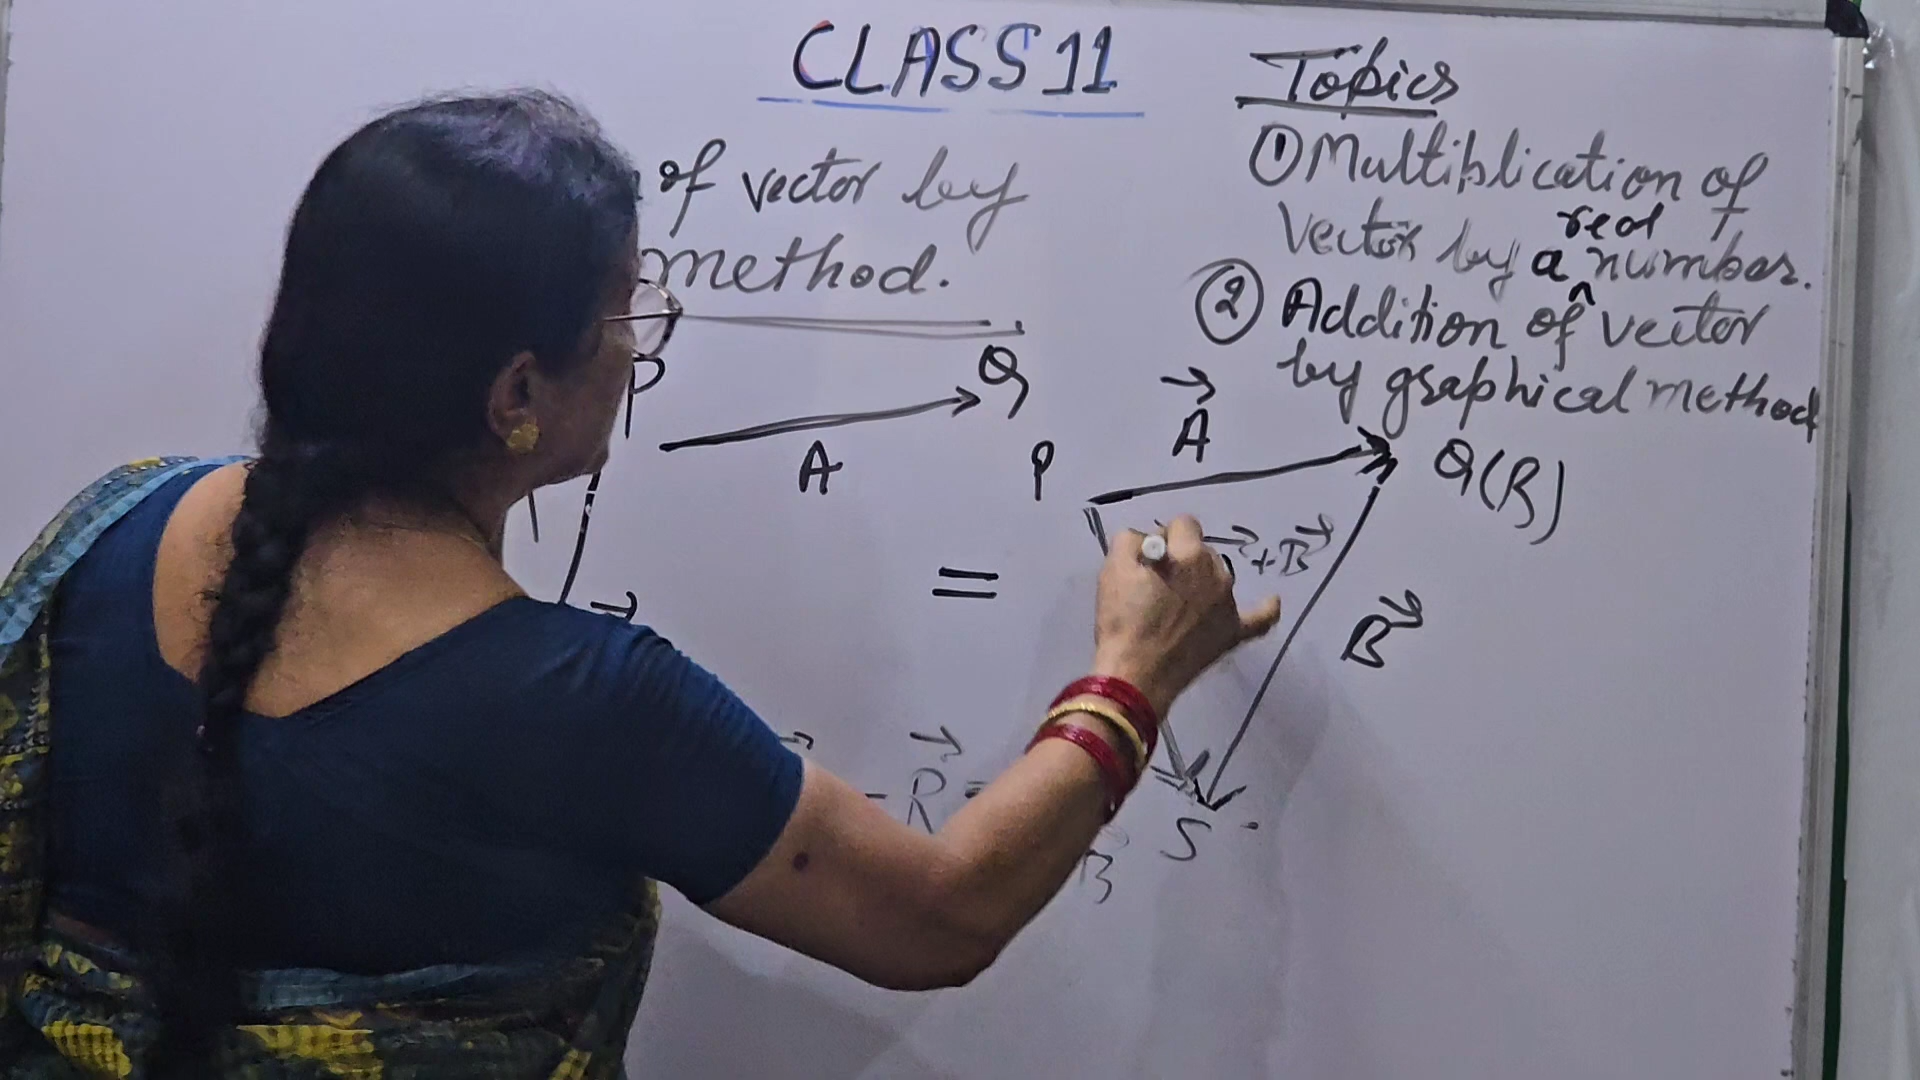 CLASS 11
of vector by
method.
Topics
① Multiplication of
vector by a real number.
② Addition of vector
by graphical method
P
Q
A
P
A
Q(R)
+B
=
B
R
S
B